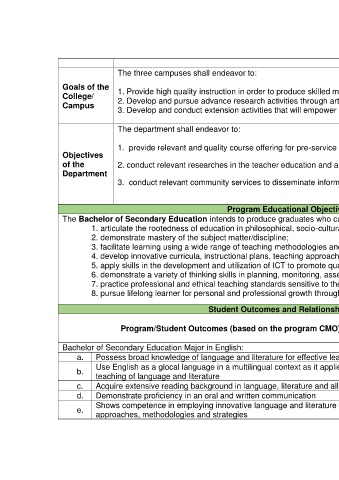 The three campuses shall endeavor to:
Goals of the
College/
Campus
1. Provide high quality instruction in order to produce skilled m
2. Develop and pursue advance research activities through art
3. Develop and conduct extension activities that will empower
The department shall endeavor to:
Objectives
of the
Department
1. provide relevant and quality course offering for pre-service
2. conduct relevant researches in the teacher education and a
3. conduct relevant community services to disseminate inform
Program Educational Objecti
The Bachelor of Secondary Education intends to produce graduates who ca
1. articulate the rootedness of education in philosophical, socio-cultura
2. demonstrate mastery of the subject matter/discipline;
3. facilitate learning using a wide range of teaching methodologies an
4. develop innovative curricula, instructional plans, teaching approach
5. apply skills in the development and utilization of ICT to promote qua
6. demonstrate a variety of thinking skills in planning, monitoring, asse
7. practice professional and ethical teaching standards sensitive to the
8. pursue lifelong learner for personal and professional growth throug
Student Outcomes and Relationsh
Program/Student Outcomes (based on the program CMO)
Bachelor of Secondary Education Major in English:
a. Possess broad knowledge of language and literature for effective lea
b. Use English as a glocal language in a multilingual context as it applie
teaching of language and literature
c. Acquire extensive reading background in language, literature and all
d. Demonstrate proficiency in an oral and written communication
e. Shows competence in employing innovative language and literature
approaches, methodologies and strategies